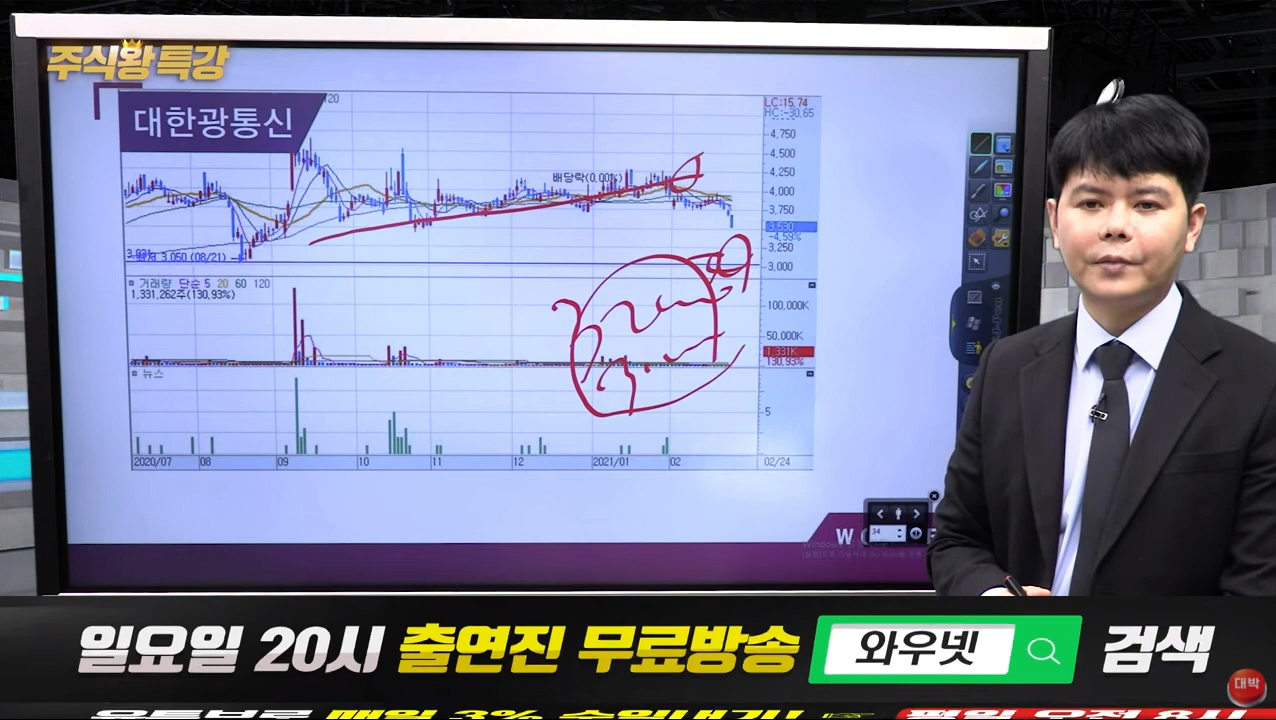 주식왕 특강
대한광통신
120
LC:15.74
HC:-30.65
4,750
4,500
4,250
4,000
3,750
3,530
-4.59%
3,250
3,000
배당락(0.00%)
3,050 (08/21)
거래량 단순 5 20 60 120
1,331,262주(130.93%)
100,000K
50,000K
1,331K
130.93%
뉴스
5
2020/07 08 09 10 11 12 2021/01 02 02/24
34
W
일요일 20시 출연진 무료방송 와우넷 검색
대박